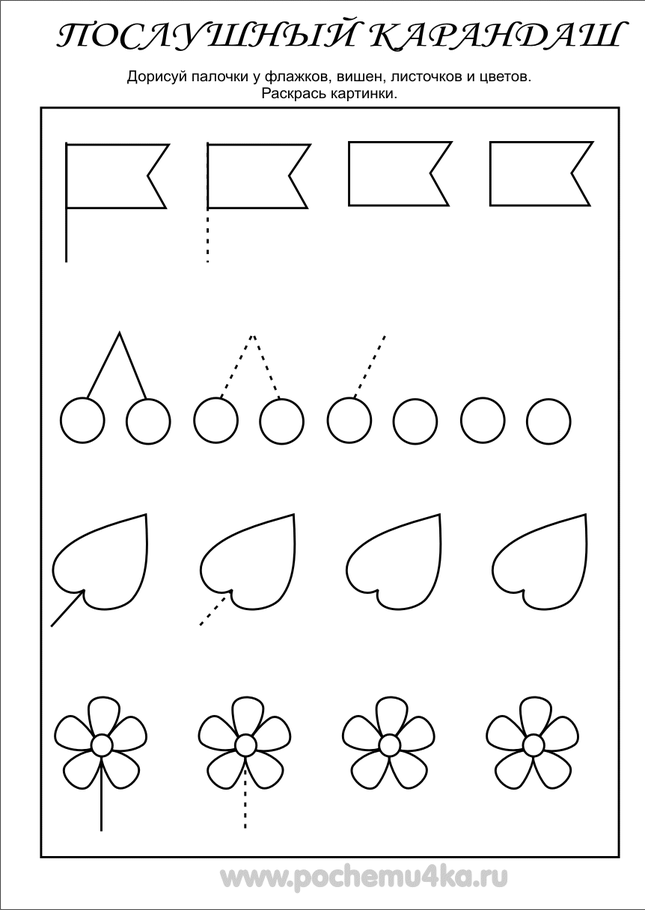 ПОСЛУШНЫЙ КАРАНДАШ
Дорисуй палочки у флажков, вишен, листочков и цветов.
Раскрась картинки.
www.pochemu4ka.ru